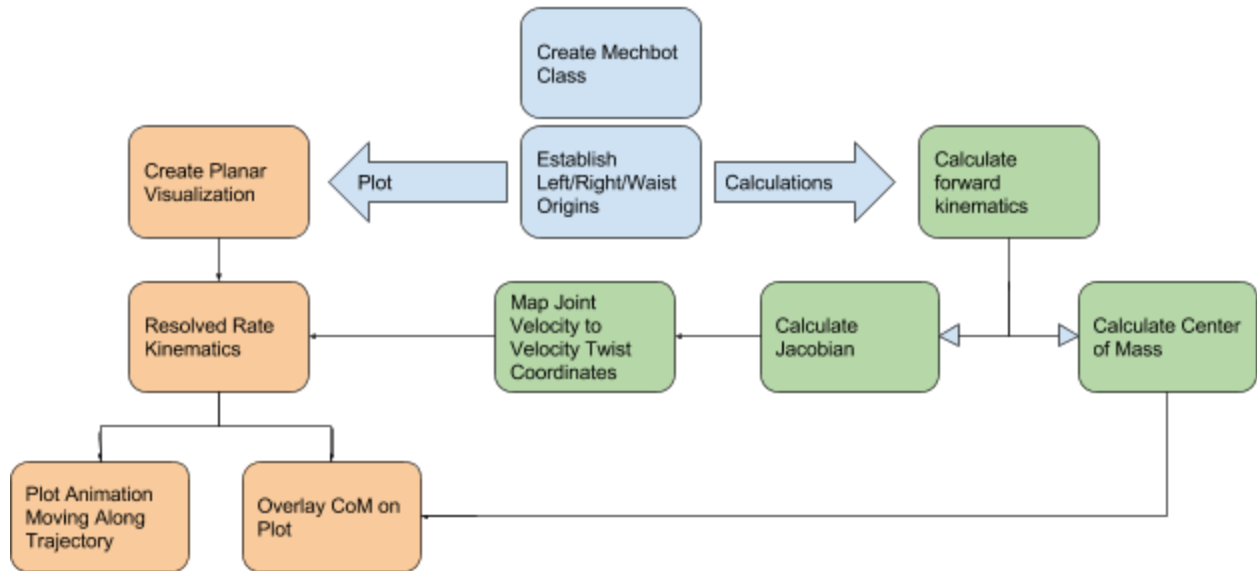 Create Mechbot
Class
Create Planar
Visualization
Plot
Establish
Left/Right/Waist
Origins
Calculations
Calculate
forward
kinematics
Resolved Rate
Kinematics
Map Joint
Velocity to
Velocity Twist
Coordinates
Calculate
Jacobian
Calculate Center
of Mass
Plot Animation
Moving Along
Trajectory
Overlay CoM on
Plot